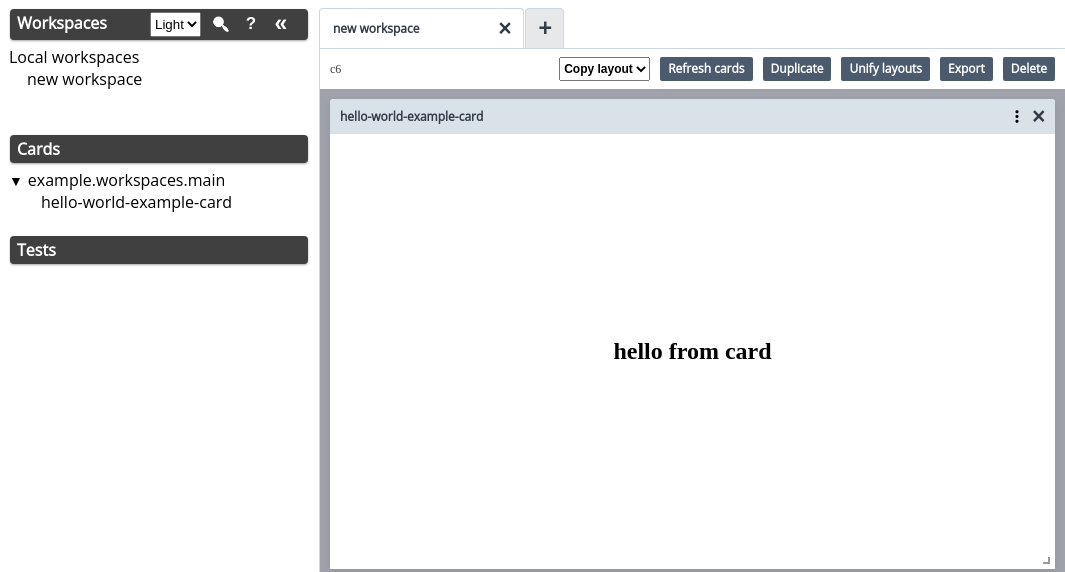 Workspaces Light ? «
Local workspaces
new workspace
Cards
▼ example.workspaces.main
hello-world-example-card
Tests
new workspace ✕ +
c6 Copy layout Refresh cards Duplicate Unify layouts Export Delete
hello-world-example-card ✕
hello from card